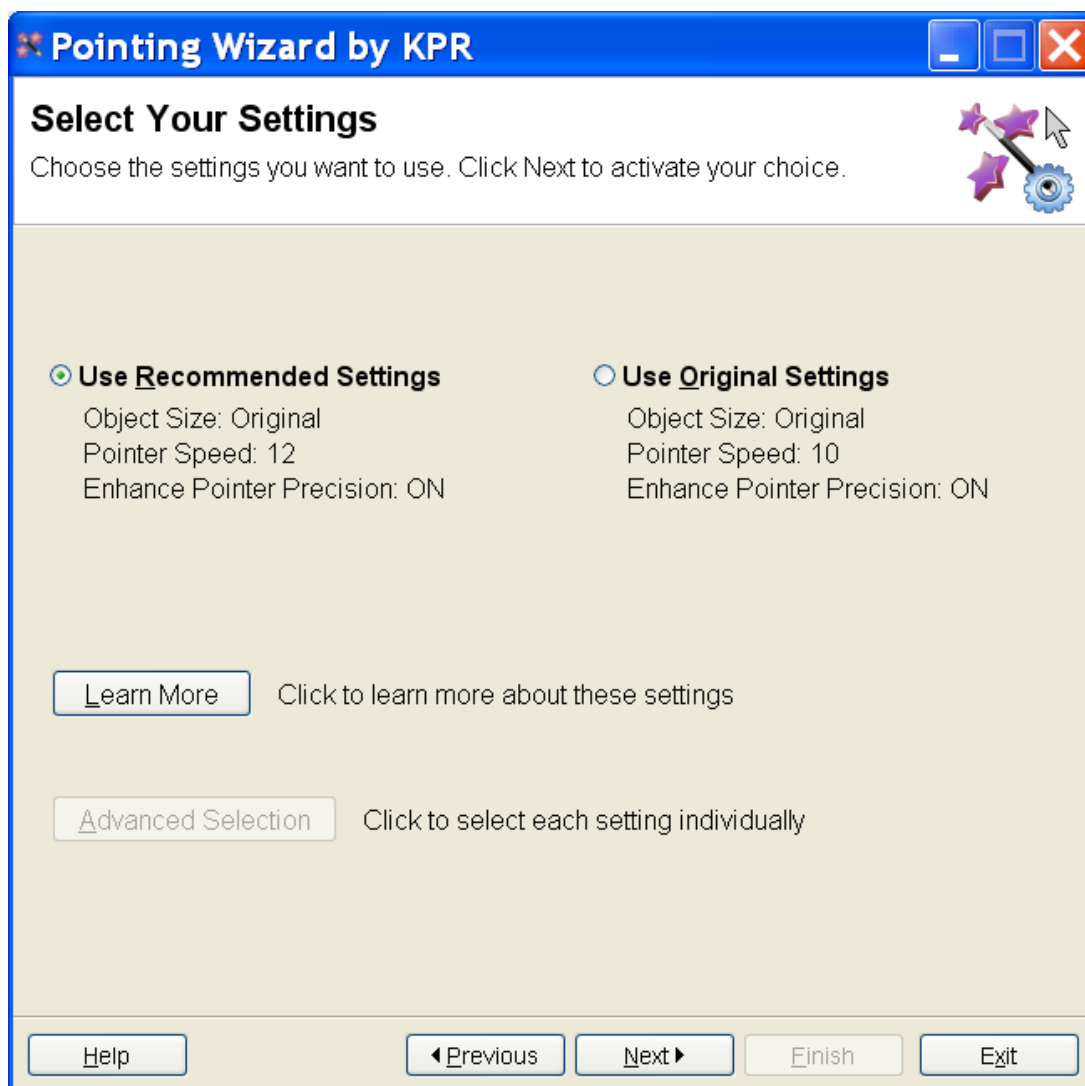 Pointing Wizard by KPR
Select Your Settings
Choose the settings you want to use. Click Next to activate your choice.
Use Recommended Settings
Object Size: Original
Pointer Speed: 12
Enhance Pointer Precision: ON
Use Original Settings
Object Size: Original
Pointer Speed: 10
Enhance Pointer Precision: ON
Learn More
Click to learn more about these settings
Advanced Selection
Click to select each setting individually
Help
Previous
Next
Finish
Exit